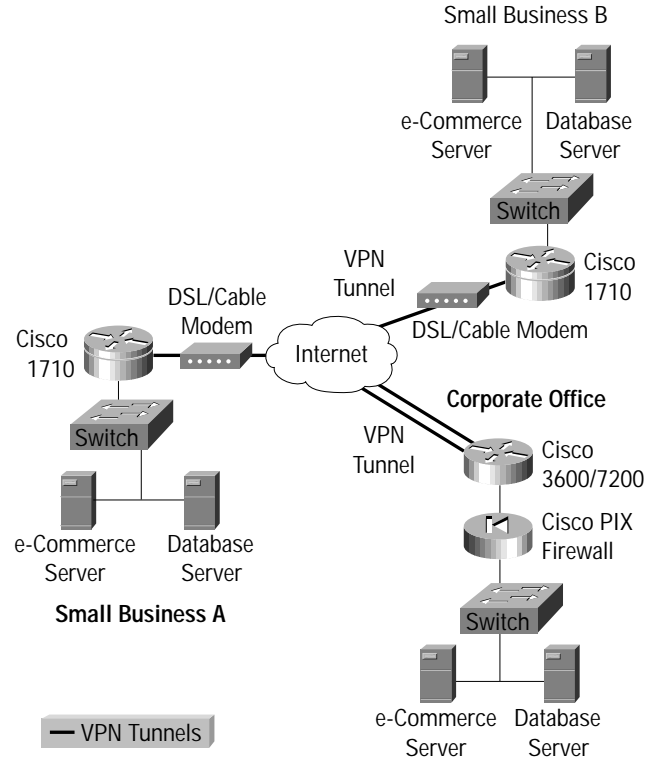 Small Business B
e-Commerce
Server
Database
Server
Switch
VPN
Tunnel
Cisco
1710
DSL/Cable Modem
DSL/Cable
Modem
Cisco
1710
Internet
Switch
e-Commerce
Server
Database
Server
Small Business A
Corporate Office
VPN
Tunnel
Cisco
3600/7200
Cisco PIX
Firewall
Switch
e-Commerce
Server
Database
Server
VPN Tunnels